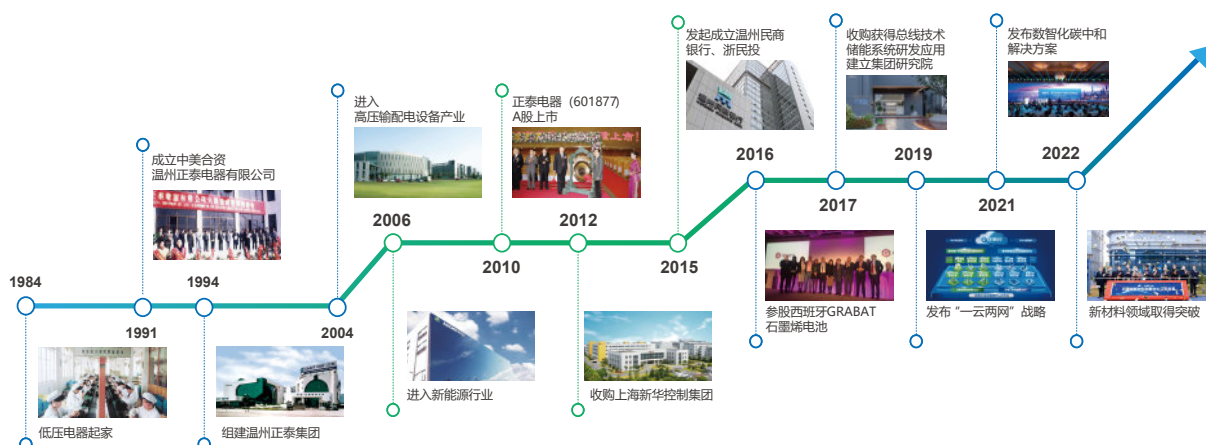 1984
低压电器起家
成立中美合资
温州正泰电器有限公司
1991
1994
组建温州正泰集团
进入
高压输配电设备产业
2004
2006
进入新能源行业
正泰电器（601877)
A股上市
2010
2012
收购上海新华控制集团
发起成立温州民商
银行、浙民投
2015
2016
参股西班牙GRABAT
石墨烯电池
收购获得总线技术
储能系统研发应用
建立集团研究院
2017
2019
发布“一云两网”战略
发布数智化碳中和
解决方案
2021
2022
新材料领域取得突破